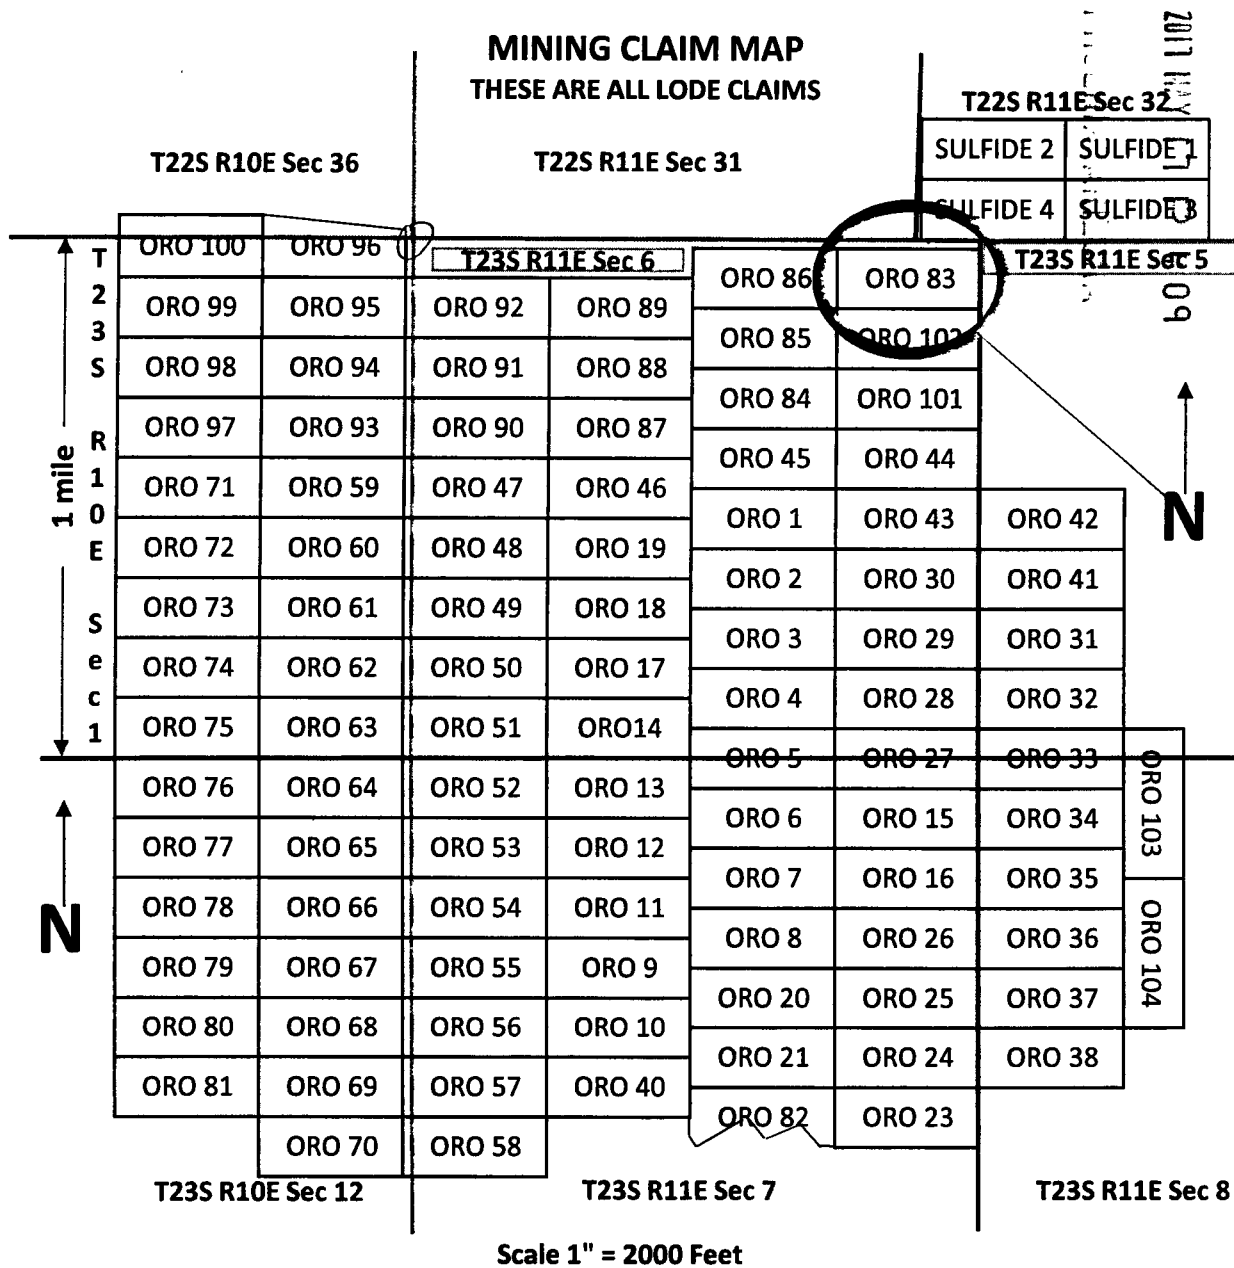 MINING CLAIM MAP
THESE ARE ALL LODE CLAIMS
T22S R10E Sec 36
T22S R11E Sec 31
T22S R11E Sec 32
SULFIDE 2 SULFIDE 1
SULFIDE 4 SULFIDE 3
T23S R10E Sec1
T23S R11E Sec 6
T23S R11E Sec 5
1 mile
ORO 100 ORO 96
ORO 86 ORO 83
ORO 99 ORO 95 ORO 92 ORO 89
ORO 85 ORO 102
ORO 98 ORO 94 ORO 91 ORO 88
ORO 84 ORO 101
ORO 97 ORO 93 ORO 90 ORO 87
ORO 45 ORO 44
ORO 71 ORO 59 ORO 47 ORO 46
ORO 1 ORO 43 ORO 42
N
ORO 72 ORO 60 ORO 48 ORO 19
ORO 2 ORO 30 ORO 41
ORO 73 ORO 61 ORO 49 ORO 18
ORO 3 ORO 29 ORO 31
ORO 74 ORO 62 ORO 50 ORO 17
ORO 4 ORO 28 ORO 32
ORO 75 ORO 63 ORO 51 ORO14
ORO 5 ORO 27 ORO 33
ORO 103
ORO 76 ORO 64 ORO 52 ORO 13
ORO 6 ORO 15 ORO 34
ORO 77 ORO 65 ORO 53 ORO 12
ORO 7 ORO 16 ORO 35
ORO 78 ORO 66 ORO 54 ORO 11
N
ORO 8 ORO 26 ORO 36
ORO 104
ORO 79 ORO 67 ORO 55 ORO 9
ORO 20 ORO 25 ORO 37
ORO 80 ORO 68 ORO 56 ORO 10
ORO 21 ORO 24 ORO 38
ORO 81 ORO 69 ORO 57 ORO 40
ORO 82 ORO 23
ORO 70 ORO 58
T23S R10E Sec 12
T23S R11E Sec 7
T23S R11E Sec 8
Scale 1" = 2000 Feet
2017 MAY
09